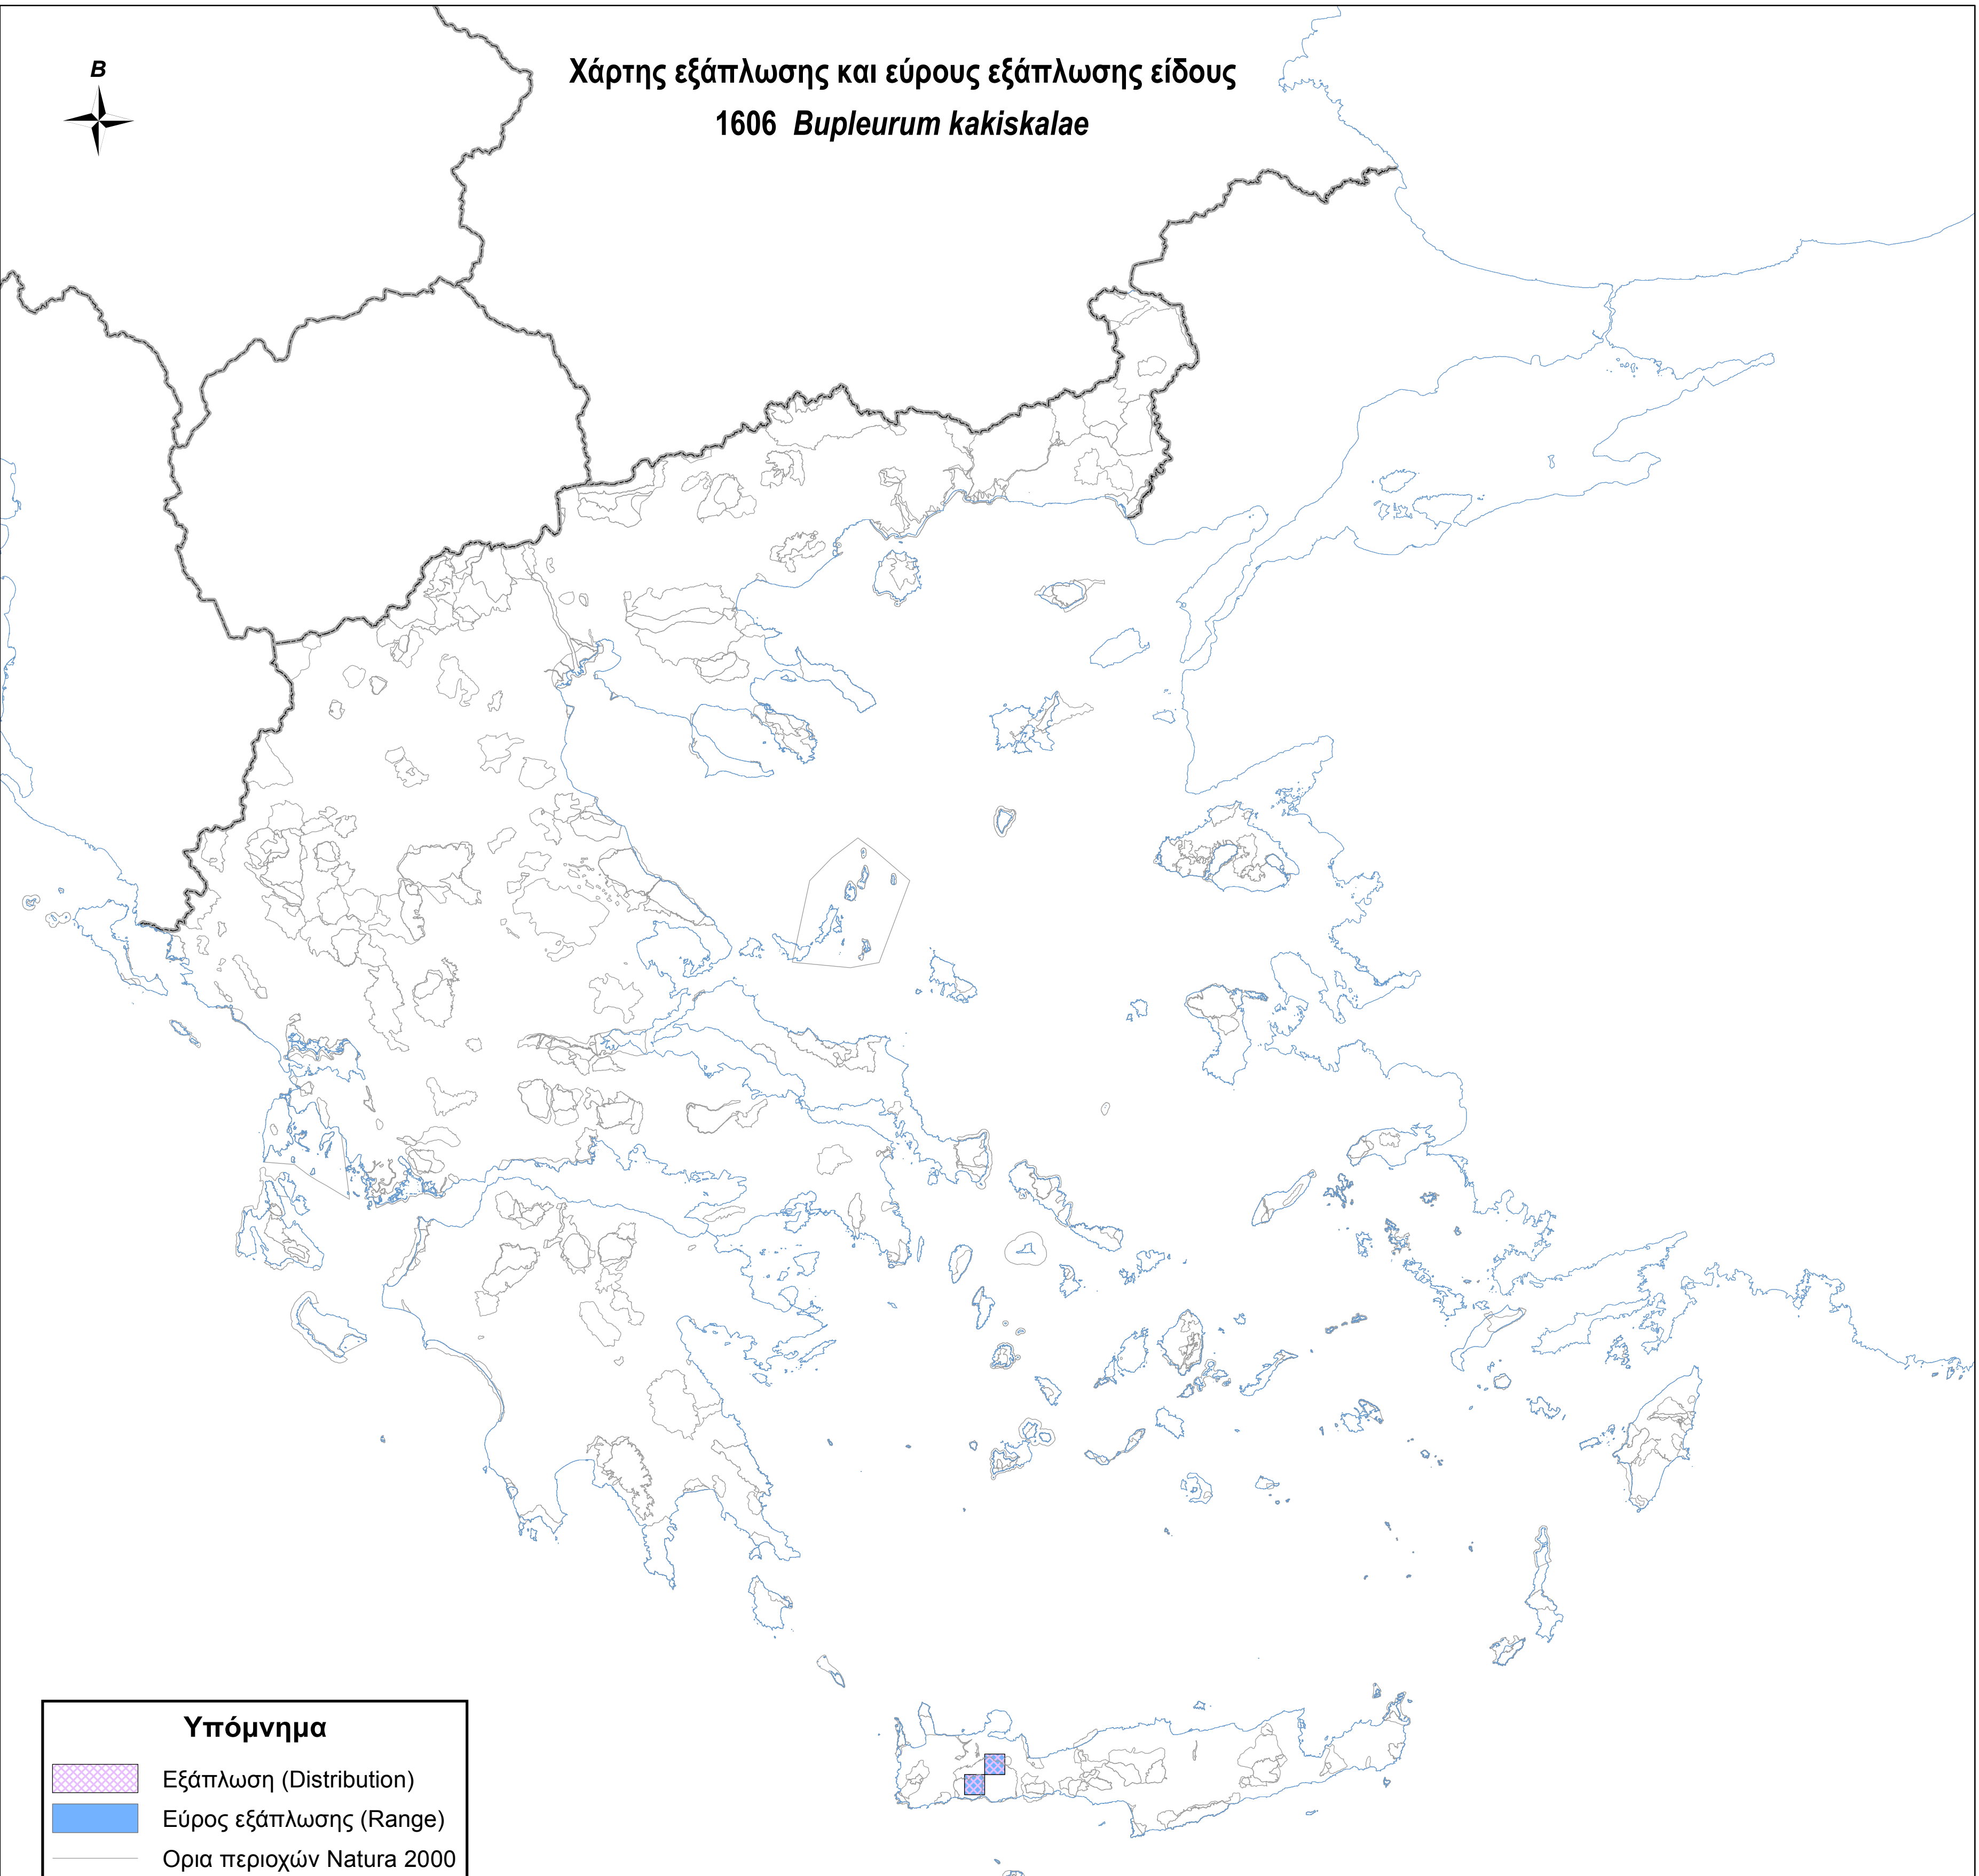 Χάρτης εξάπλωσης και εύρους εξάπλωσης είδους
1606 Bupleurum kakiskalae
Β
Υπόμνημα
Εξάπλωση (Distribution)
Εύρος εξάπλωσης (Range)
Ορια περιοχών Natura 2000